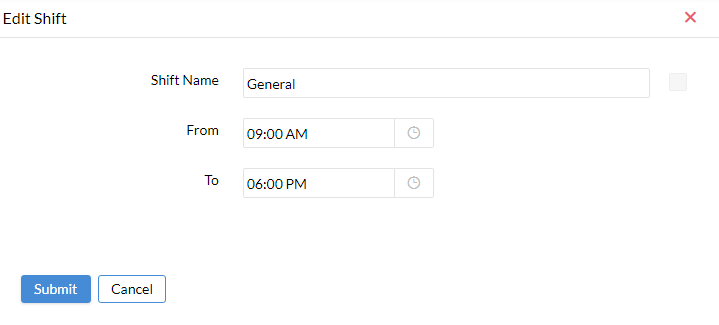 Edit Shift
Shift Name General
From 09:00 AM
To 06:00 PM
Submit Cancel